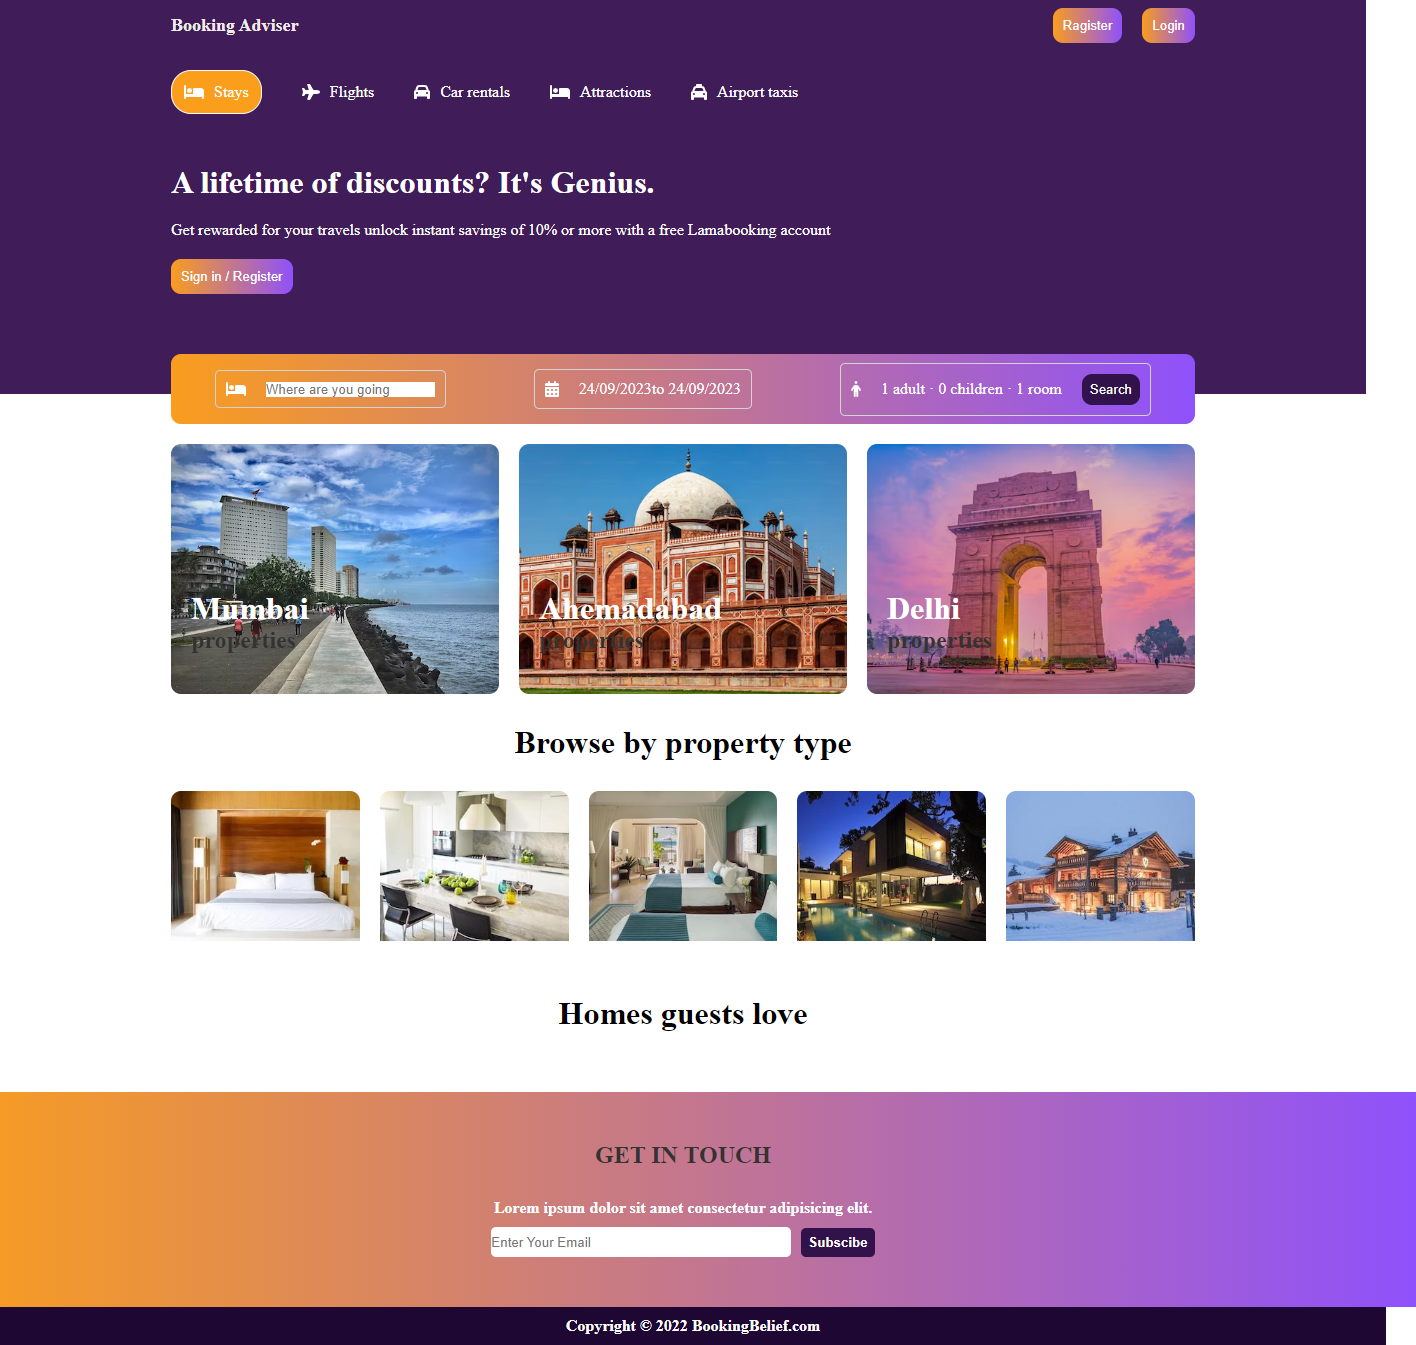 Booking Adviser
Ragister
Login
Stays
Flights
Car rentals
Attractions
Airport taxis
A lifetime of discounts? It's Genius.
Get rewarded for your travels unlock instant savings of 10% or more with a free Lamabooking account
Sign in / Register
Where are you going
24/09/2023to 24/09/2023
1 adult · 0 children · 1 room
Search
Mumbai
properties
Ahemadabad
properties
Delhi
properties
Browse by property type
Homes guests love
GET IN TOUCH
Lorem ipsum dolor sit amet consectetur adipisicing elit.
Enter Your Email
Subscibe
Copyright © 2022 BookingBelief.com